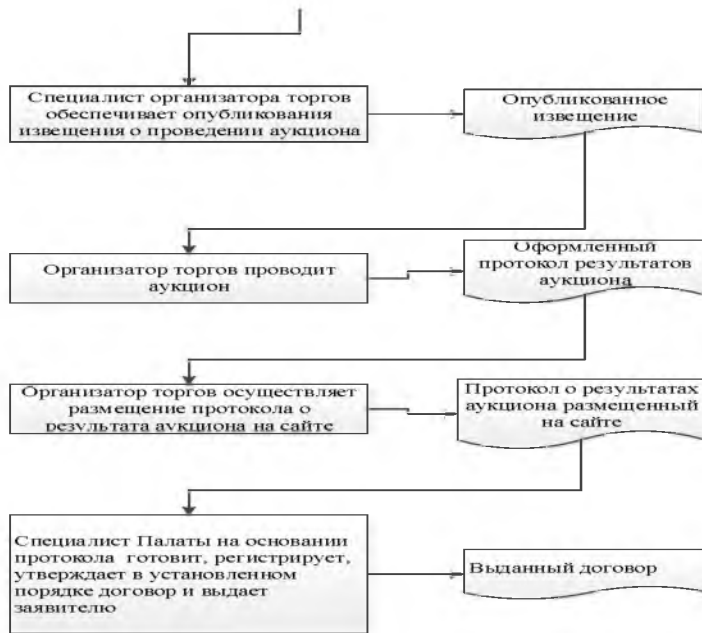 Специалист организатора торгов
обеспечивает опубликования
извещения о проведении аукциона
Опубликованное
извещение
Организатор торгов проводит
аукцион
Оформленный
протокол результатов
аукциона
Организатор торгов осуществляет
размещение протокола о
результата аукциона на сайте
Протокол о результатах
аукциона размещенный
на сайте
Специалист Палаты на основании
протокола готовит, регистрирует,
утверждает в установленном
порядке договор и выдает
заявителю
Выданный договор